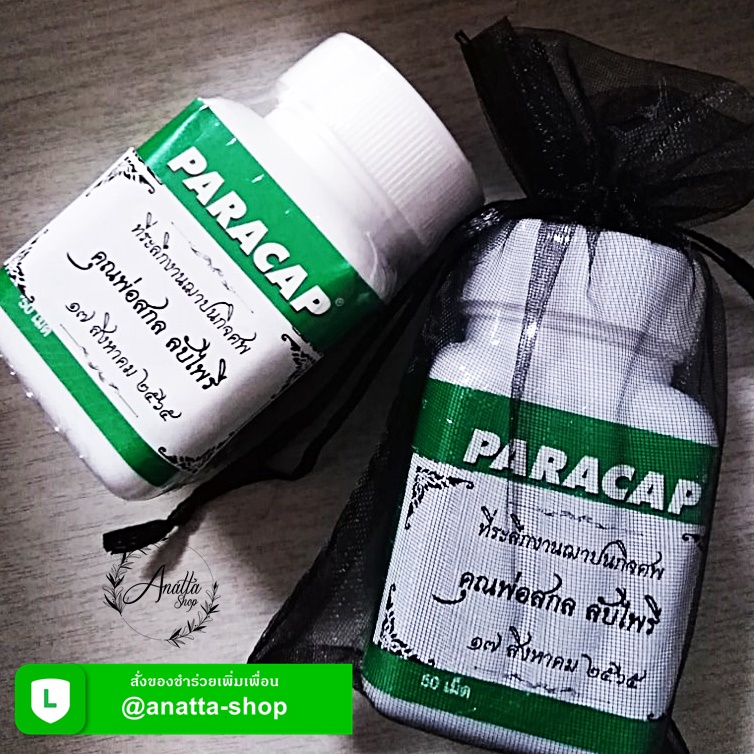 PARACAP®
ที่ระลึกงานฌาปนกิจศพ
คุณพ่อสกล ลับไพรี
๑๗ สิงหาคม ๒๕๖๕
50 เม็ด
PARACAP
ที่ระลึกงานฌาปนกิจศพ
คุณพ่อสกล ลับไพรี
๑๗ สิงหาคม ๒๕๖๕
50 เม็ด
Anatta
Shop
L
สั่งของชำร่วยเพิ่มเพื่อน
@anatta-shop